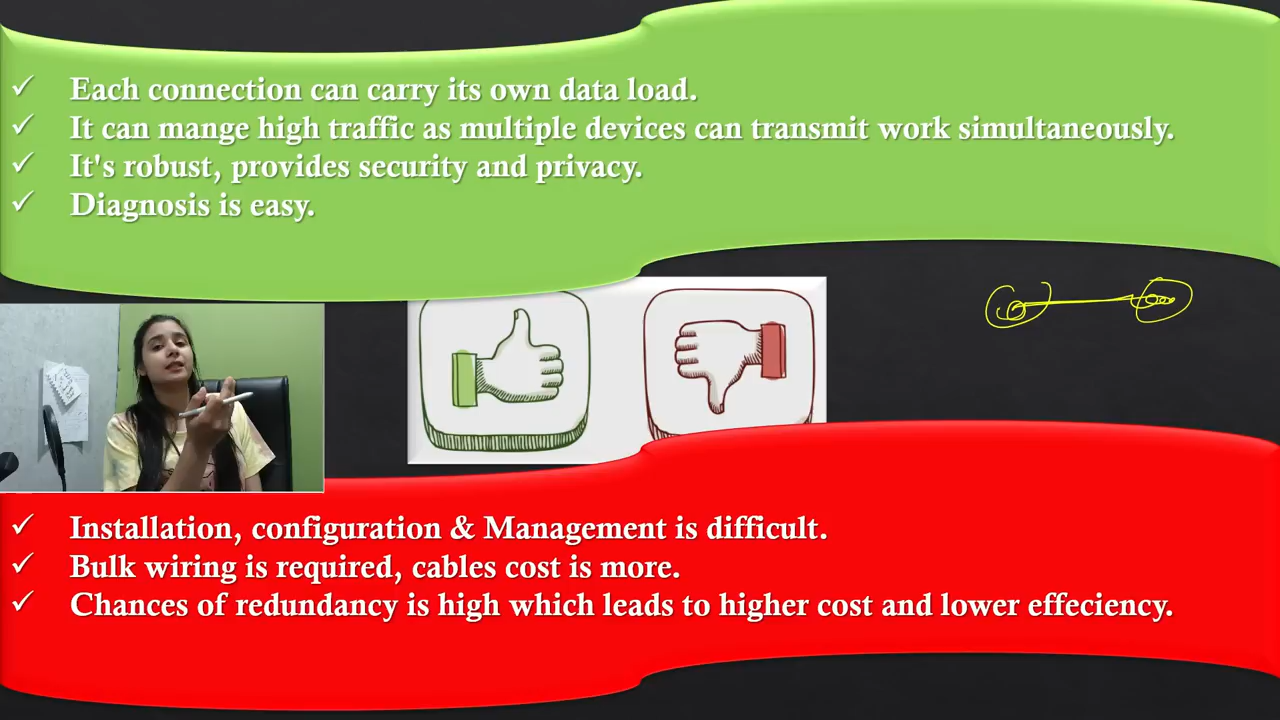 Each connection can carry its own data load.
It can mange high traffic as multiple devices can transmit work simultaneously.
It's robust, provides security and privacy.
Diagnosis is easy.
Installation, configuration & Management is difficult.
Bulk wiring is required, cables cost is more.
Chances of redundancy is high which leads to higher cost and lower effeciency.